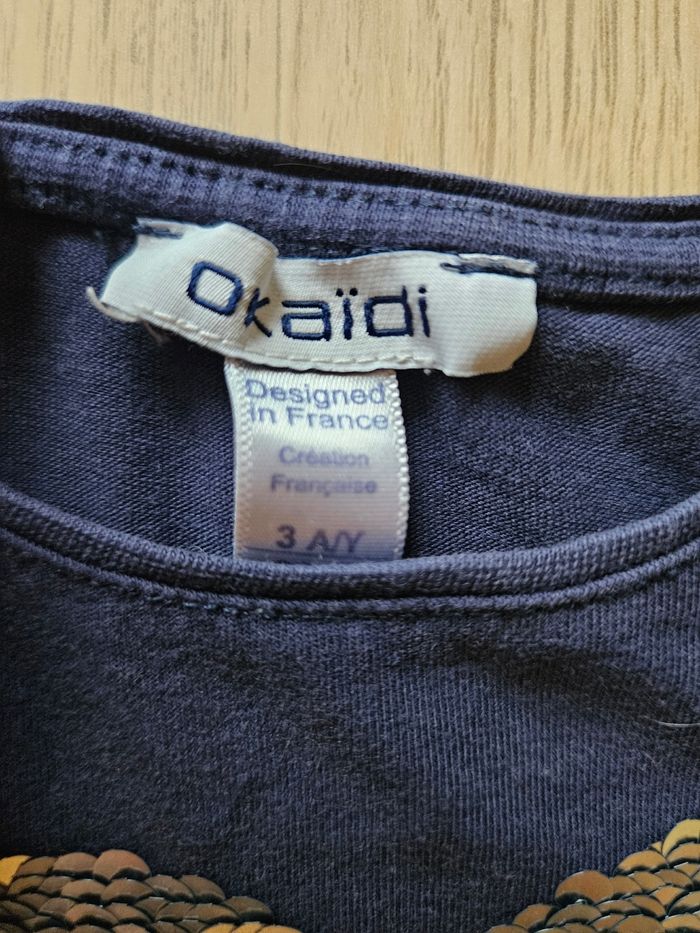 Okaïdi
Designed
in France
Création
Française
3 A/Y